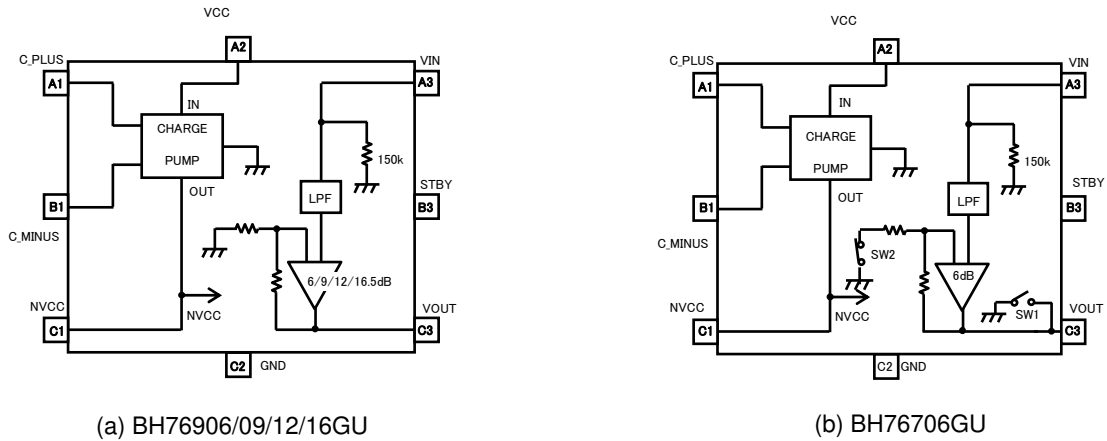 VCC
A2
C_PLUS
VIN
A1
A3
IN
CHARGE
PUMP
150k
OUT
LPF
STBY
B1
B3
C_MINUS
6/9/12/16.5dB
NVCC
VOUT
NVCC
C1
C3
C2
GND
(a) BH76906/09/12/16GU
VCC
A2
C_PLUS
VIN
A1
A3
IN
CHARGE
PUMP
150k
OUT
LPF
STBY
B1
B3
C_MINUS
SW2
6dB
NVCC
VOUT
SW1
NVCC
C1
C3
C2
GND
(b) BH76706GU